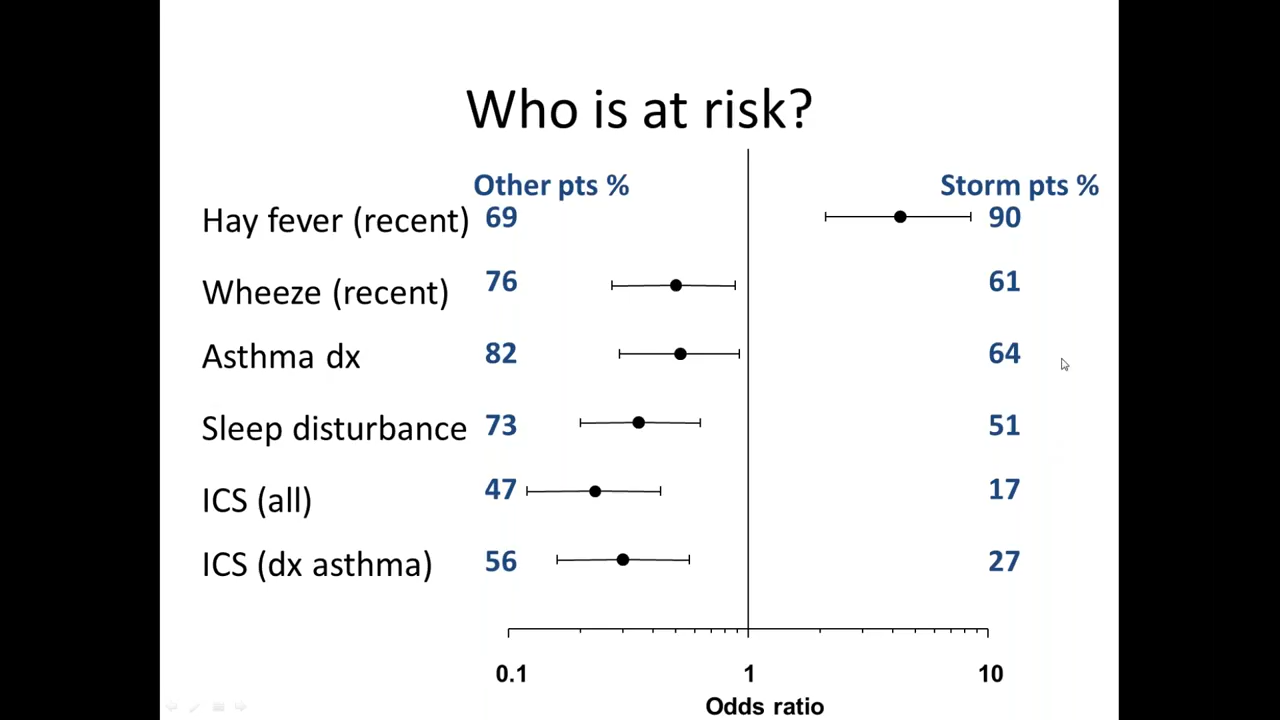 Who is at risk?
Other pts % Storm pts %
Hay fever (recent) 69 90
Wheeze (recent) 76 61
Asthma dx 82 64
Sleep disturbance 73 51
ICS (all) 47 17
ICS (dx asthma) 56 27
0.1 1 10
Odds ratio